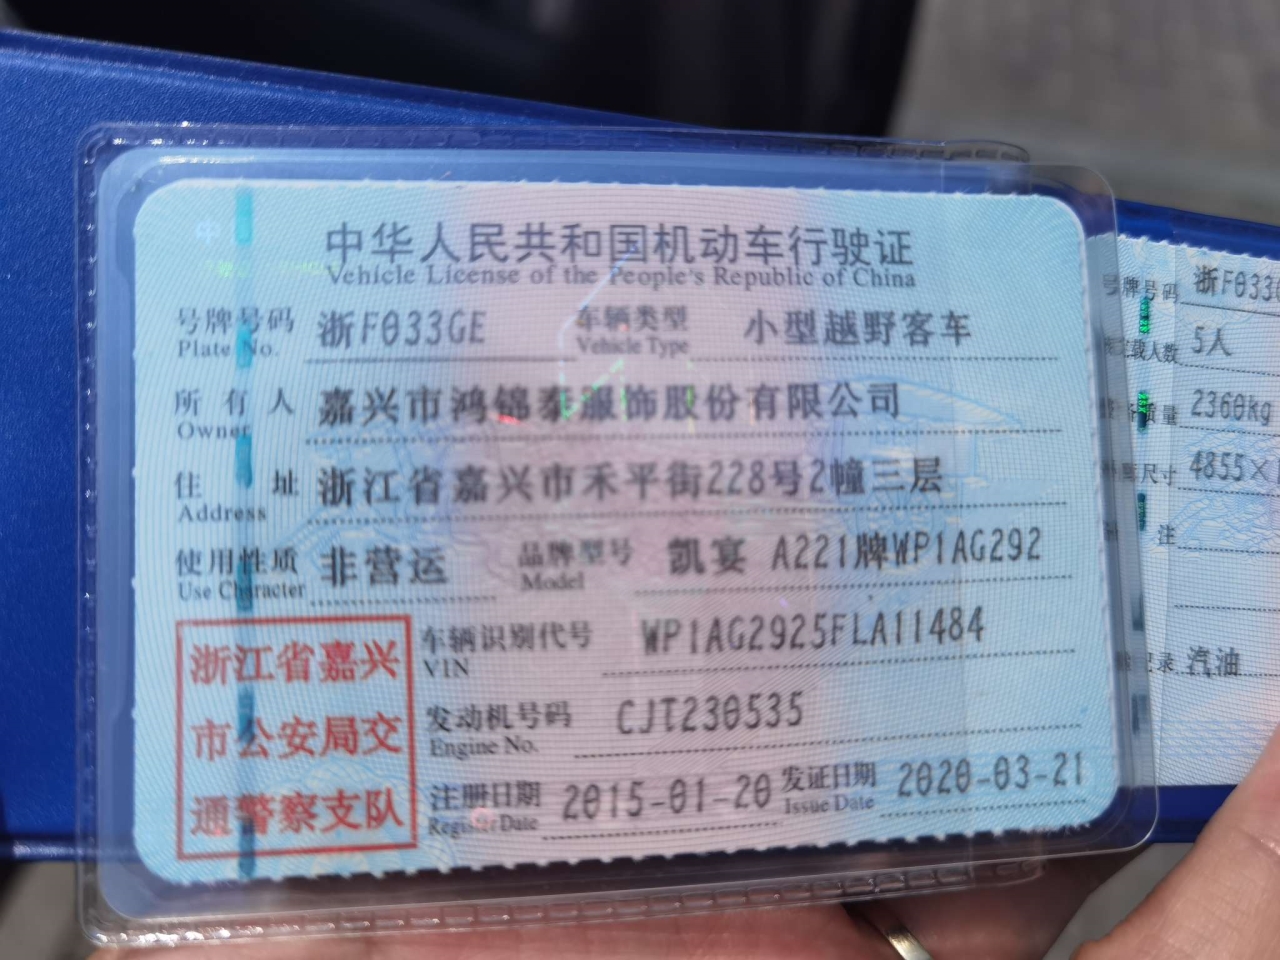 中华人民共和国机动车行驶证
Vehicle License of the People's Republic of China
号牌号码 浙F033GE 车辆类型 小型越野客车
Plate No. Vehicle Type
所有人 嘉兴市鸿锦泰服饰股份有限公司
Owner
住址 浙江省嘉兴市禾平街228号2幢三层
Address
使用性质 非营运 品牌型号 凯宴 A221牌WP1AG292
Use Character Model
浙江省嘉兴
市公安局交
通警察支队
车辆识别代号 WP1AG2925FLA11484
VIN
发动机号码 CJT230535
Engine No.
注册日期 2015-01-20 发证日期 2020-03-21
Register Date Issue Date
号牌号码 浙F033
载人数 5人
质量 2360kg
尺寸 4855×
注
记录 汽油